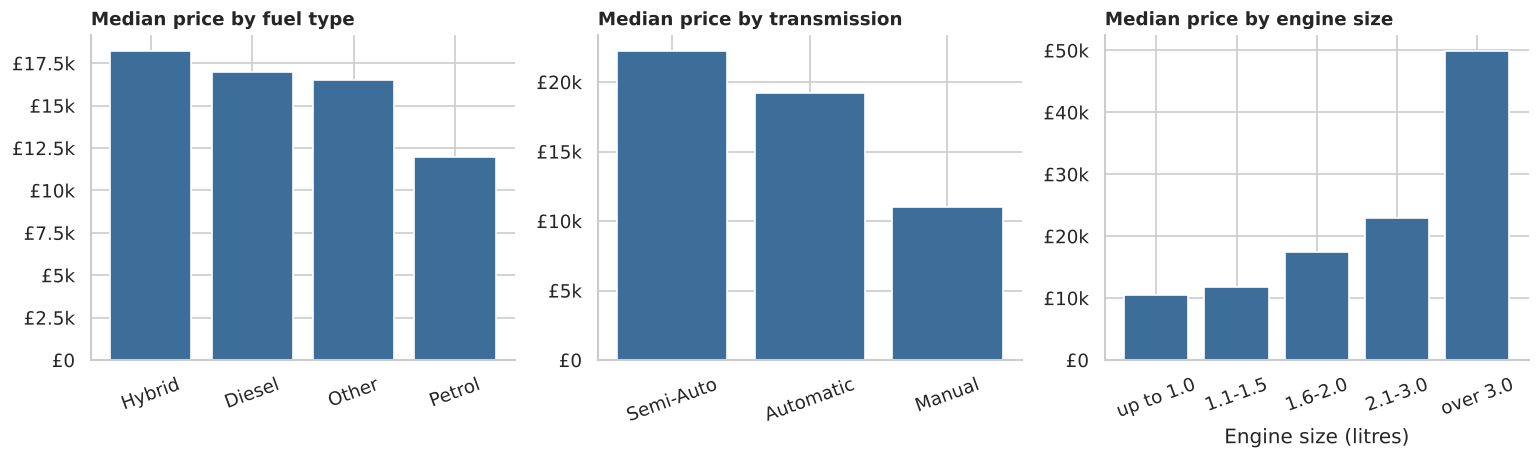 Median price by fuel type
£17.5k
£15k
£12.5k
£10k
£7.5k
£5k
£2.5k
£0
Hybrid
Diesel
Other
Petrol
Median price by transmission
£20k
£15k
£10k
£5k
£0
Semi-Auto
Automatic
Manual
Median price by engine size
£50k
£40k
£30k
£20k
£10k
£0
up to 1.0
1.1-1.5
1.6-2.0
2.1-3.0
over 3.0
Engine size (litres)